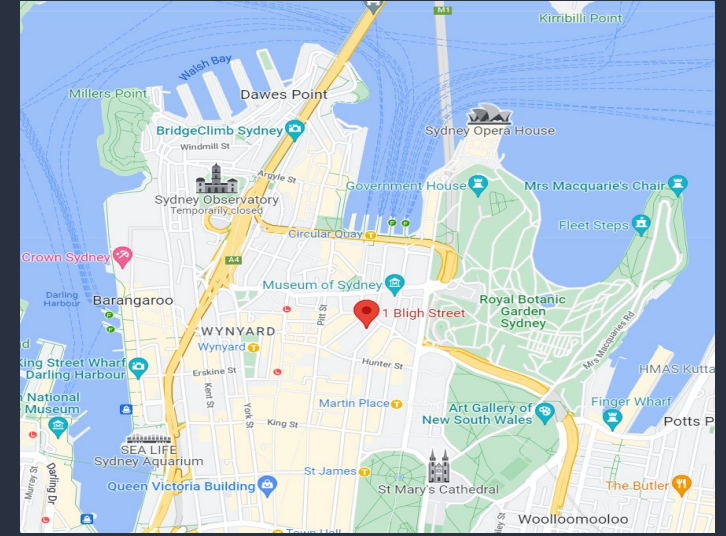 M1
Kirribilli Point
Walsh Bay
Millers Point
Dawes Point
BridgeClimb Sydney
Sydney Opera House
Windmill St
Argyle St
Government House
Mrs Macquarie's Chair
Sydney Observatory
Temporarily closed
Fleet Steps
Circular Quay
Crown Sydney
A4
Museum of Sydney
Darling
Harbour
Barangaroo
Royal Botanic
Garden
Sydney
Pitt St
1 Bligh Street
WYNYARD
Wynyard
Mrs Macquaries Rd
King Street Wharf
Darling Harbour
Erskine St
Hunter St
HMAS Kutta
Kent St
York St
National
Museum
Martin Place
Art Gallery of
New South Wales
Finger Wharf
Potts P
King St
SEA LIFE
Sydney Aquarium
Murray St
Darling Dr
St James
St Mary's Cathedral
Queen Victoria Building
The Butler
Woolloomooloo
Town Hall